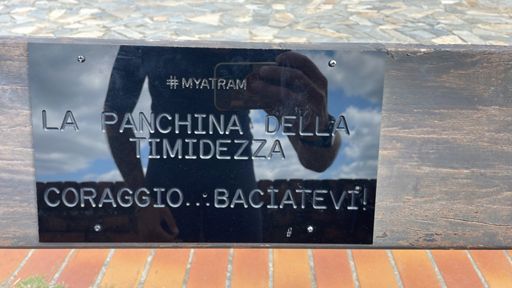 #MYATRAM
LA PANCHINA DELLA
TIMIDEZZA
CORAGGIO...BACIATEVI!